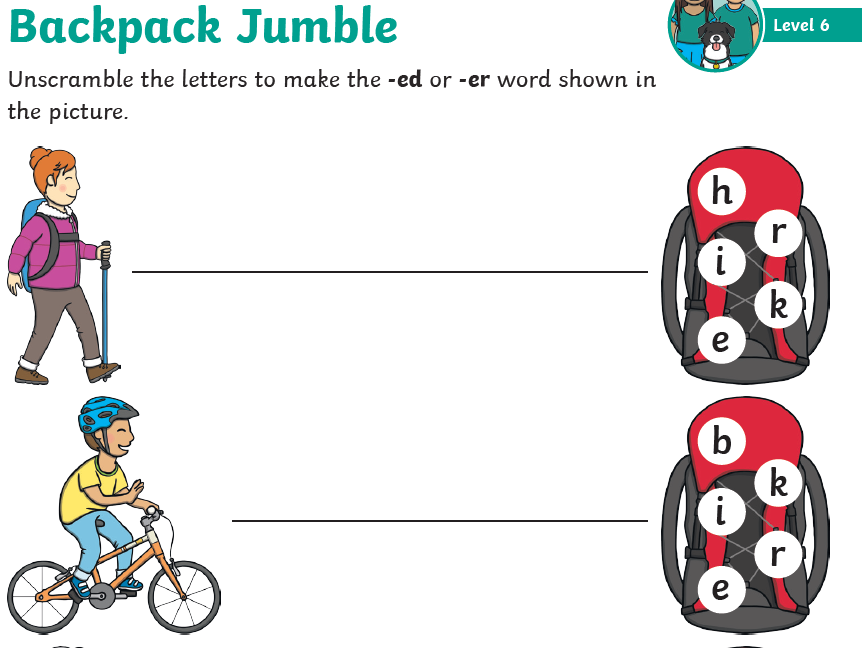 Backpack Jumble
Level 6
Unscramble the letters to make the -ed or -er word shown in
the picture.
h
r
i
k
e
b
k
i
r
e